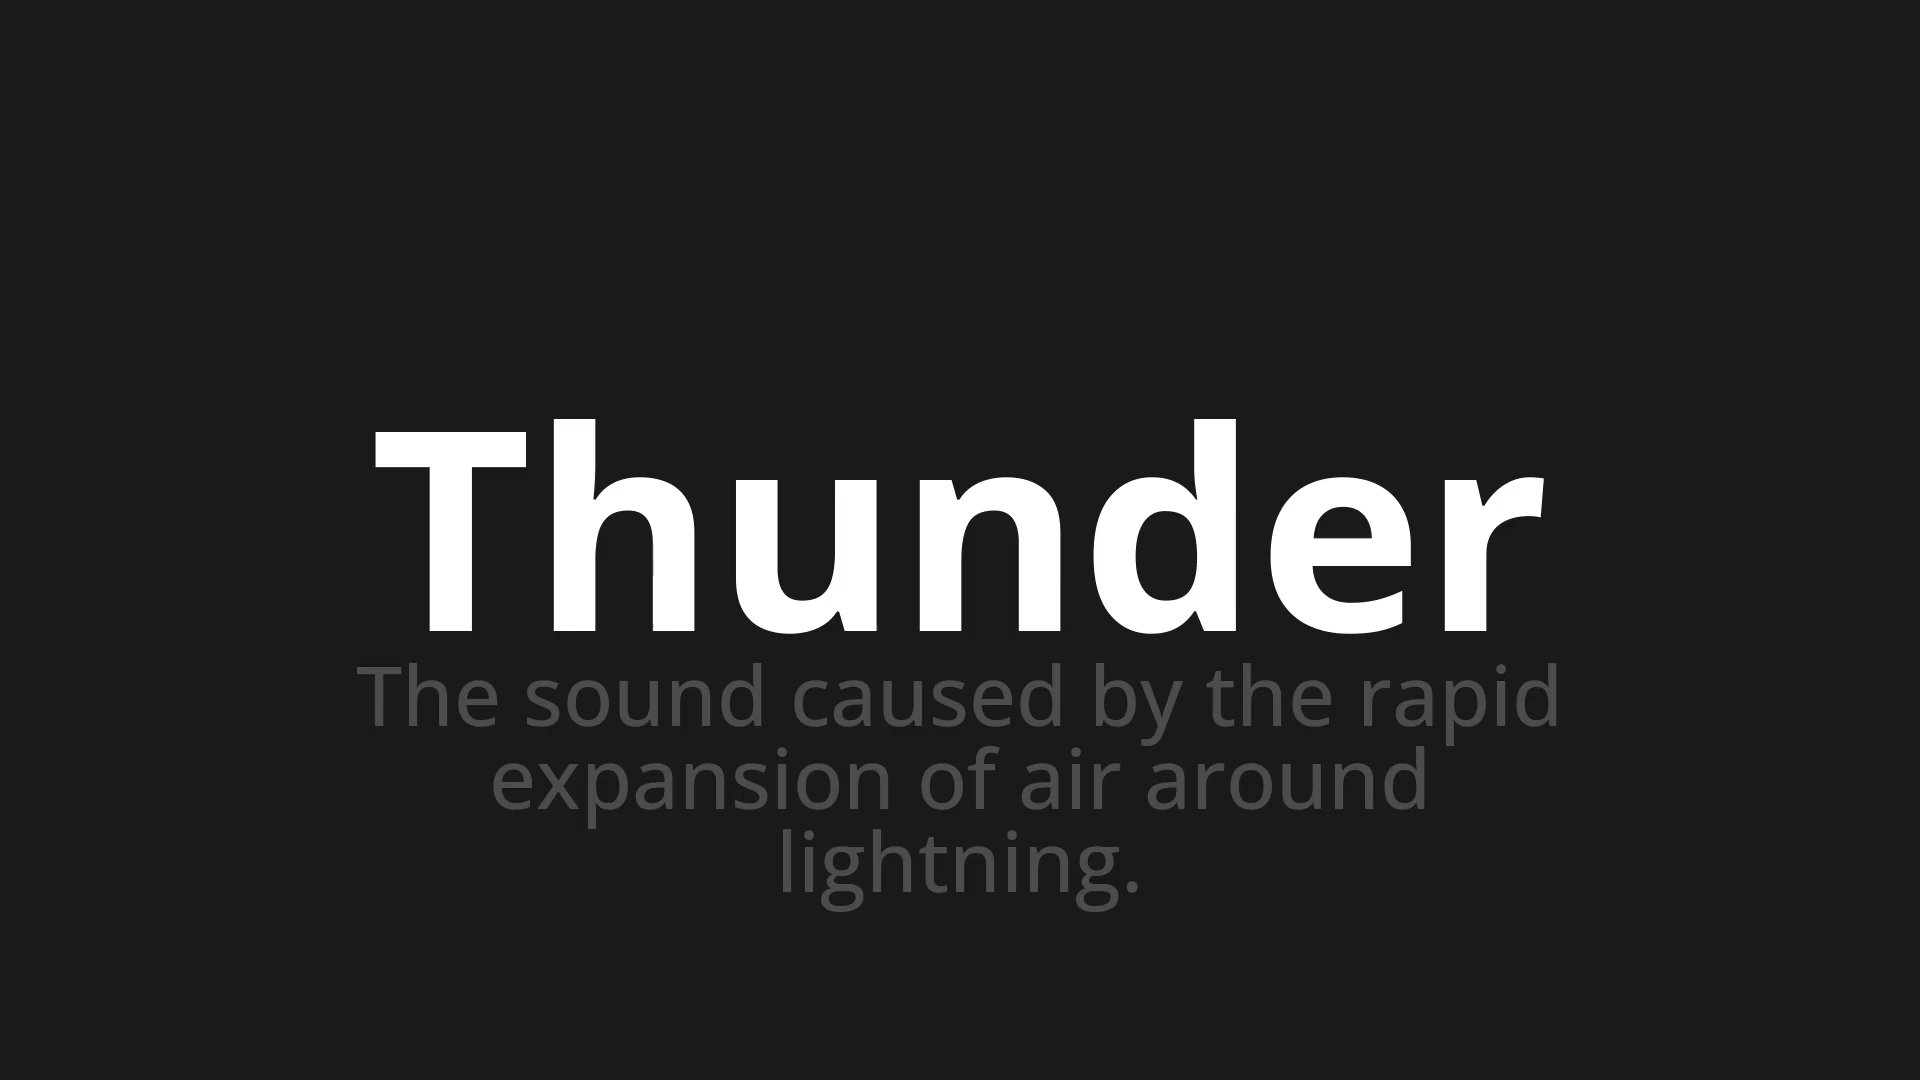 Thunder
The sound caused by the rapid
expansion of air around
lightning.